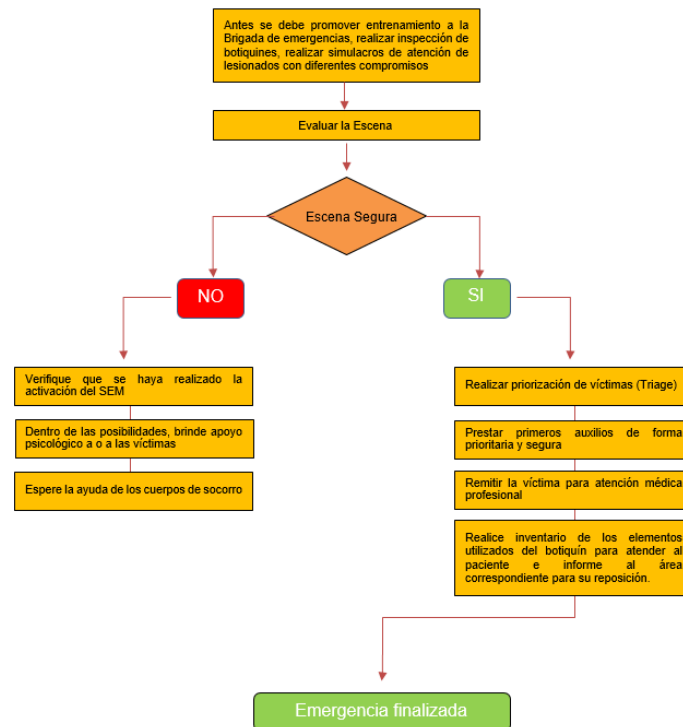 Antes se debe promover entrenamiento a la
Brigada de emergencias, realizar inspección de
botiquines, realizar simulacros de atención de
lesionados con diferentes compromisos
Evaluar la Escena
Escena Segura
NO
SI
Verifique que se haya realizado la
activación del SEM
Dentro de las posibilidades, brinde apoyo
psicológico a o a las víctimas
Espere la ayuda de los cuerpos de socorro
Realizar priorización de víctimas (Triage)
Prestar primeros auxilios de forma
prioritaria y segura
Remitir la víctima para atención médica
profesional
Realice inventario de los elementos
utilizados del botiquín para atender al
paciente e informe al área
correspondiente para su reposición.
Emergencia finalizada